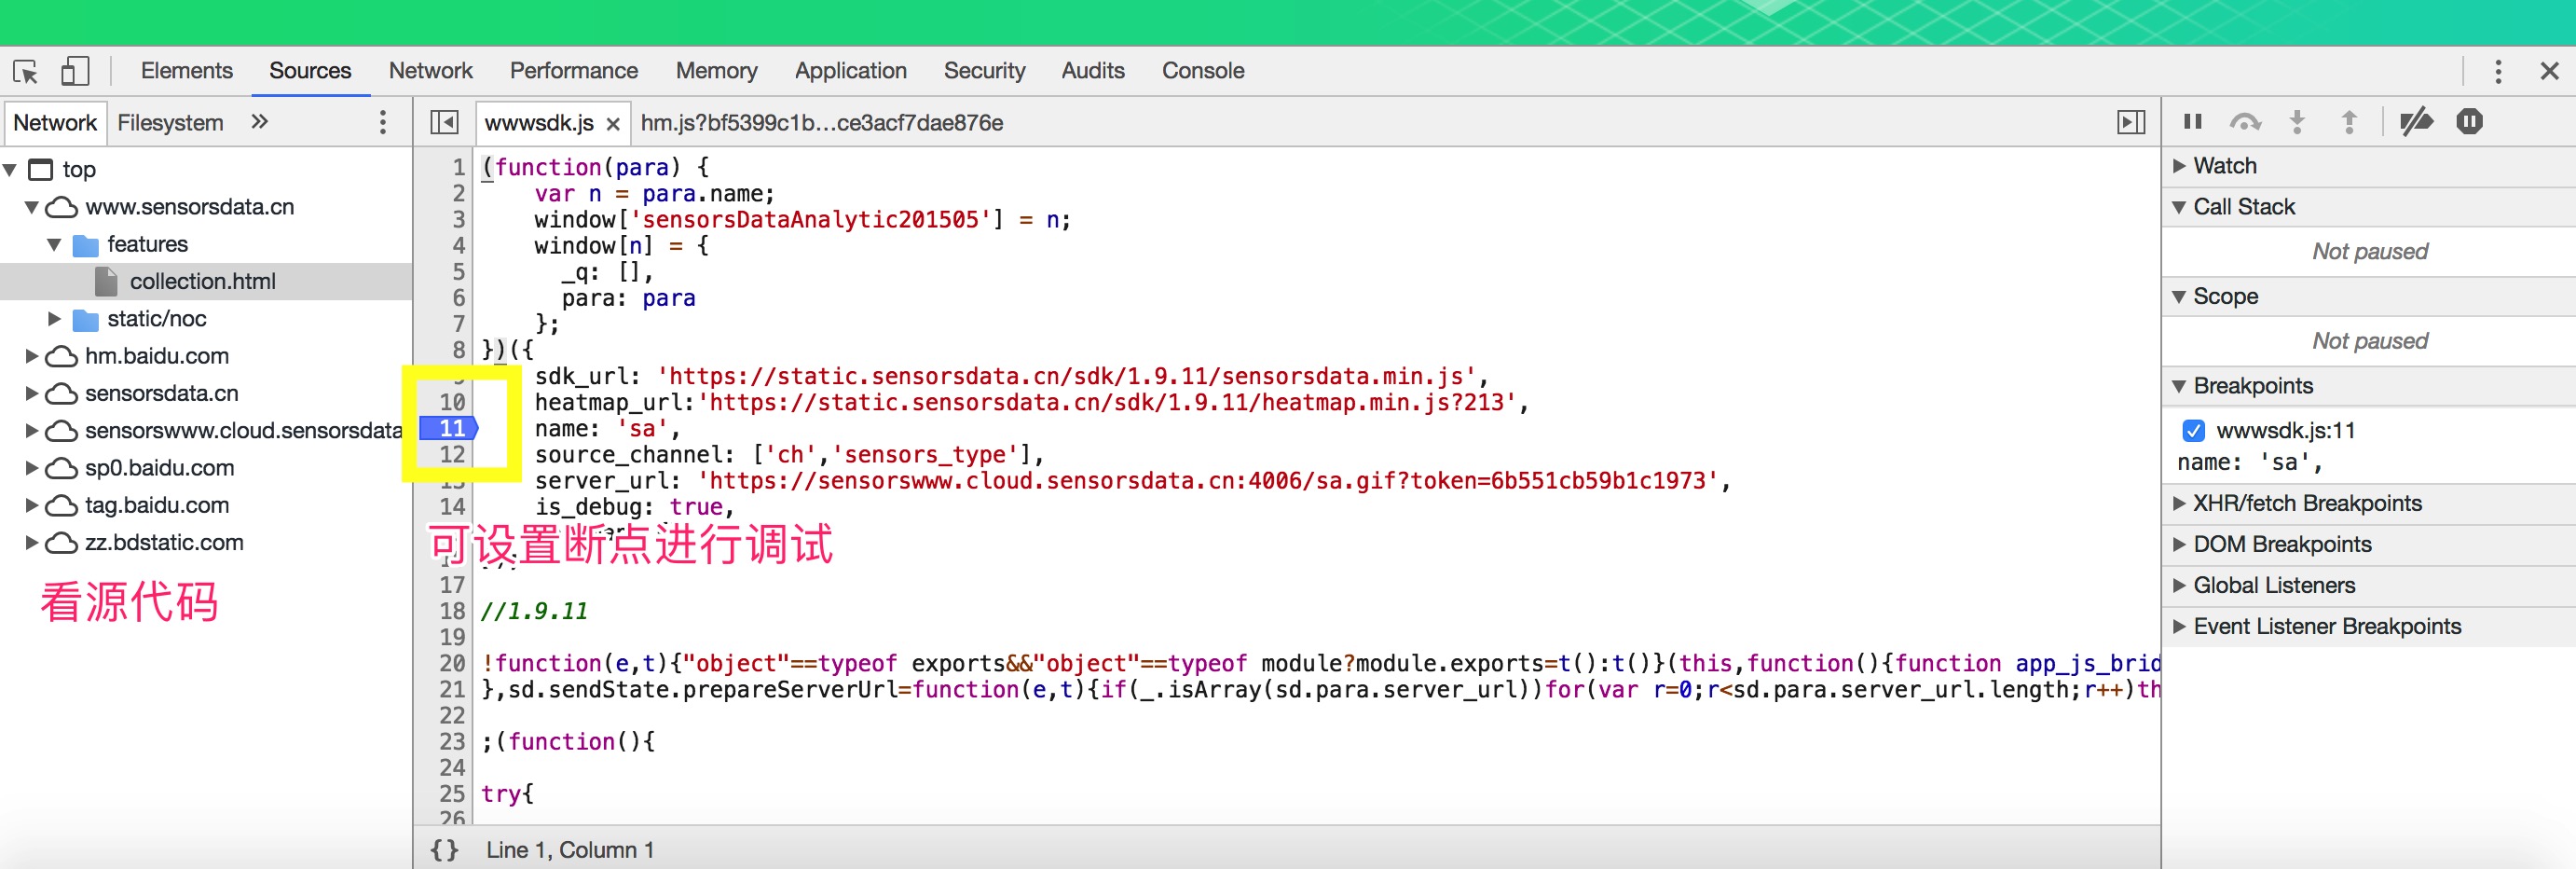 Elements Sources Network Performance Memory Application Security Audits Console
Network Filesystem
wwwsdk.js hm.js?bf5399c1b...ce3acf7dae876e
top
www.sensorsdata.cn
features
collection.html
static/noc
hm.baidu.com
sensorsdata.cn
sensorswww.cloud.sensorsdata
sp0.baidu.com
tag.baidu.com
zz.bdstatic.com
看源代码
1 (function(para) {
2 var n = para.name;
3 window['sensorsDataAnalytic201505'] = n;
4 window[n] = {
5 _q: [],
6 para: para
7 };
8 })({
9 sdk_url: 'https://static.sensorsdata.cn/sdk/1.9.11/sensorsdata.min.js',
10 heatmap_url:'https://static.sensorsdata.cn/sdk/1.9.11/heatmap.min.js?213',
11 name: 'sa',
12 source_channel: ['ch','sensors_type'],
13 server_url: 'https://sensorswww.cloud.sensorsdata.cn:4006/sa.gif?token=6b551cb59b1c1973',
14 is_debug: true,
可设置断点进行调试
17
18 //1.9.11
19
20 !function(e,t){"object"==typeof exports&&"object"==typeof module?module.exports=t():t()}(this,function(){function app_js_brid
21 },sd.sendState.prepareServerUrl=function(e,t){if(_.isArray(sd.para.server_url))for(var r=0;r<sd.para.server_url.length;r++)th
22
23 ;(function(){
24
25 try{
26
{} Line 1, Column 1
Watch
Call Stack
Not paused
Scope
Not paused
Breakpoints
wwwsdk.js:11
name: 'sa',
XHR/fetch Breakpoints
DOM Breakpoints
Global Listeners
Event Listener Breakpoints